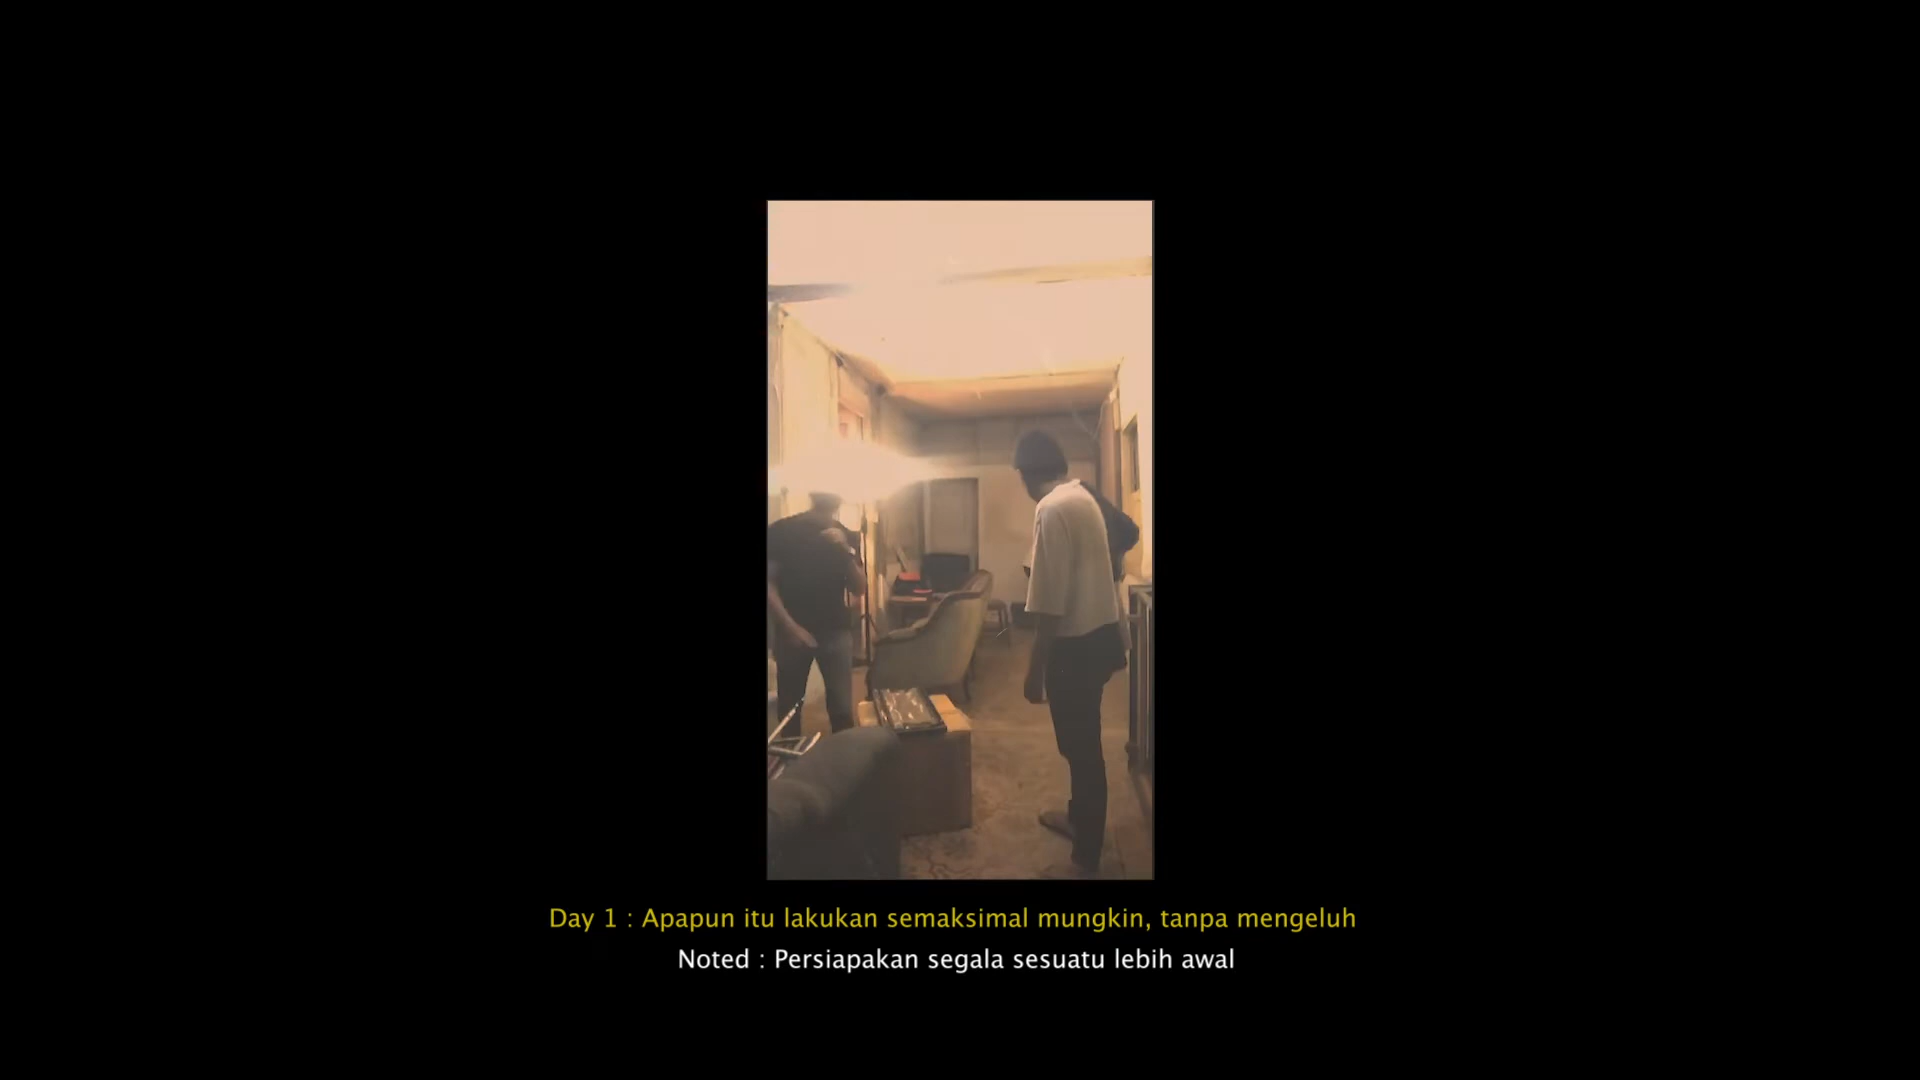 Day 1 : Apapun itu lakukan semaksimal mungkin, tanpa mengeluh
Noted : Persiapakan segala sesuatu lebih awal